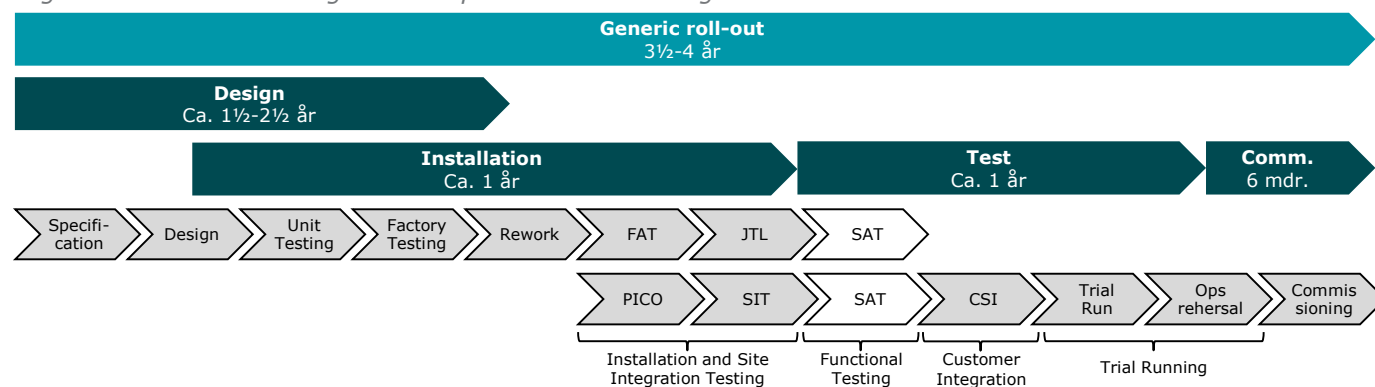 Generic roll-out
3½-4 år
Design
Ca. 1½-2½ år
Installation
Ca. 1 år
Test
Ca. 1 år
Comm.
6 mdr.
Specifi-
cation
Design
Unit
Testing
Factory
Testing
Rework
FAT
JTL
SAT
PICO
SIT
SAT
CSI
Trial
Run
Ops
rehersal
Commis
sioning
Installation and Site
Integration Testing
Functional
Testing
Customer
Integration
Trial Running